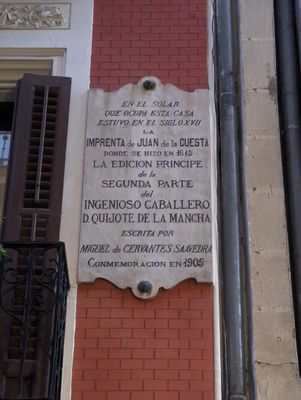 EN EL SOLAR
QUE OCUPA ESTA CASA
ESTUVO EN EL SIGLO XVII
LA
IMPRENTA de JUAN de la CUESTA
DONDE SE HIZO EN 1615
LA EDICION PRINCIPE
de la
SEGUNDA PARTE
del
INGENIOSO CABALLERO
D. QUIJOTE DE LA MANCHA
ESCRITA POR
MIGUEL de CERVANTES SAAVEDRA
CONMEMORACION EN 1905